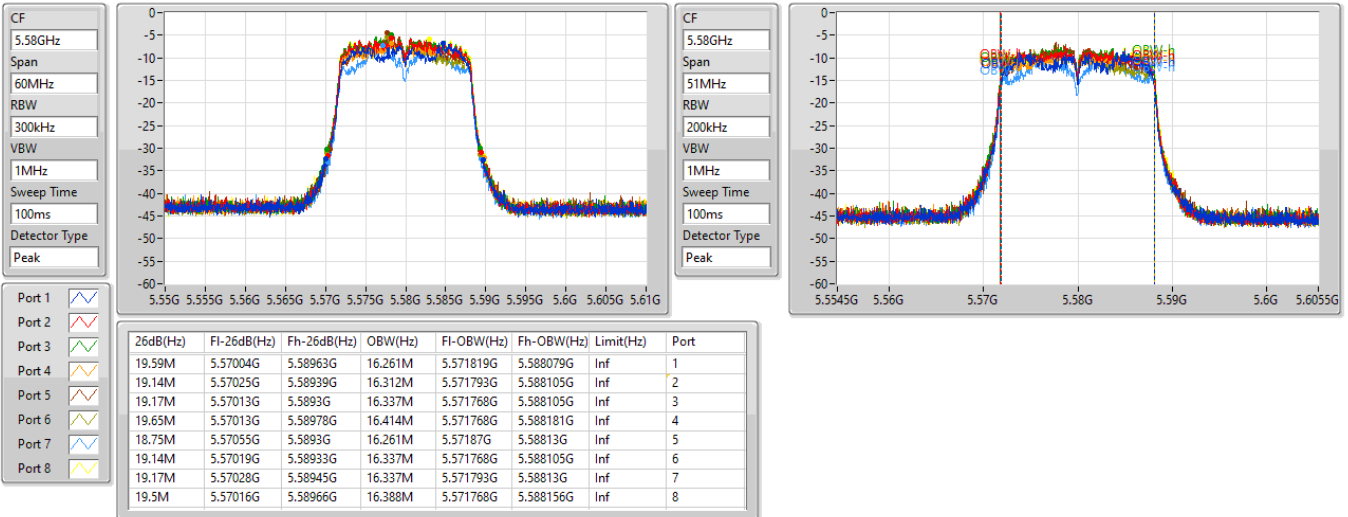 CF
5.58GHz
Span
60MHz
RBW
300kHz
VBW
1MHz
Sweep Time
100ms
Detector Type
Peak
0
-5
-10
-15
-20
-25
-30
-35
-40
-45
-50
-55
-60
5.55G 5.555G 5.56G 5.565G 5.57G 5.575G 5.58G 5.585G 5.59G 5.595G 5.6G 5.605G 5.61G
CF
5.58GHz
Span
51MHz
RBW
200kHz
VBW
1MHz
Sweep Time
100ms
Detector Type
Peak
0
-5
-10
-15
-20
-25
-30
-35
-40
-45
-50
-55
-60
5.5545G 5.56G 5.57G 5.58G 5.59G 5.6G 5.6055G
Port 1
Port 2
Port 3
Port 4
Port 5
Port 6
Port 7
Port 8
26dB(Hz) Fl-26dB(Hz) Fh-26dB(Hz) OBW(Hz) Fl-OBW(Hz) Fh-OBW(Hz) Limit(Hz) Port
19.59M 5.57004G 5.58963G 16.261M 5.571819G 5.588079G Inf 1
19.14M 5.57025G 5.58939G 16.312M 5.571793G 5.588105G Inf 2
19.17M 5.57013G 5.5893G 16.337M 5.571768G 5.588105G Inf 3
19.65M 5.57013G 5.58978G 16.414M 5.571768G 5.588181G Inf 4
18.75M 5.57055G 5.5893G 16.261M 5.57187G 5.58813G Inf 5
19.14M 5.57019G 5.58933G 16.337M 5.571768G 5.588105G Inf 6
19.17M 5.57028G 5.58945G 16.337M 5.571793G 5.58813G Inf 7
19.5M 5.57016G 5.58966G 16.388M 5.571768G 5.588156G Inf 8